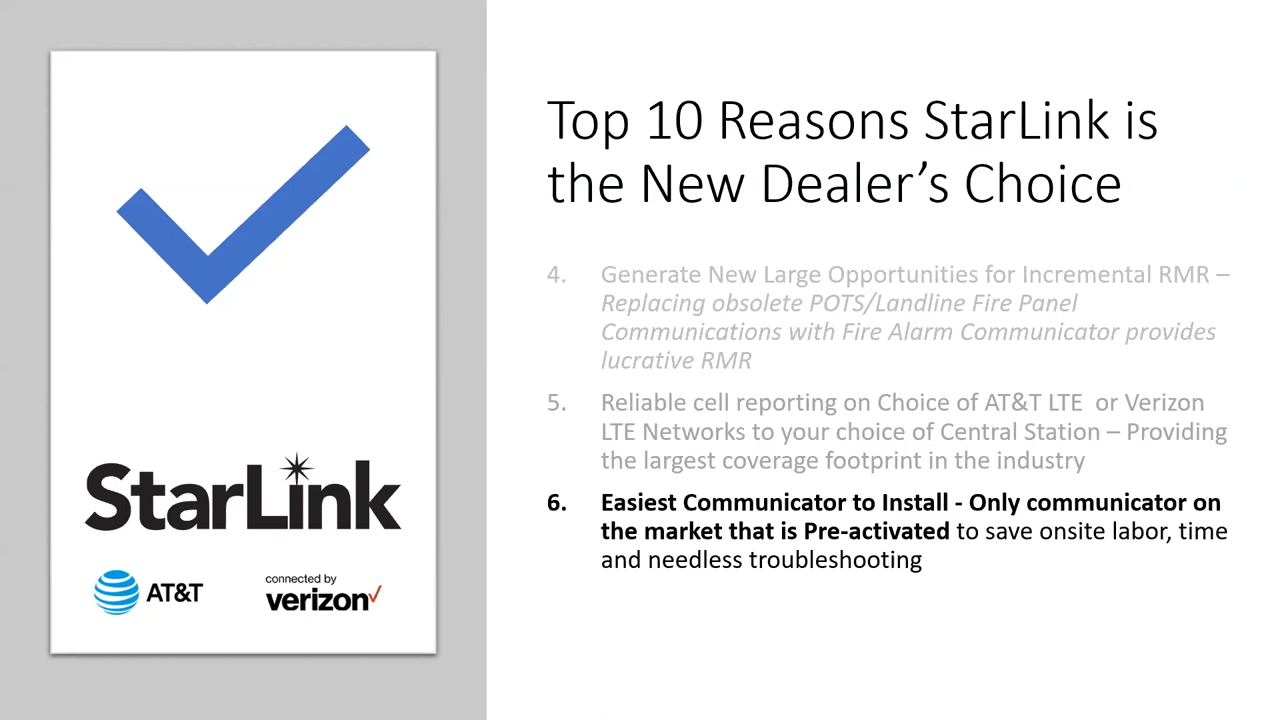 Top 10 Reasons StarLink is
the New Dealer’s Choice
4. Generate New Large Opportunities for Incremental RMR –
Replacing obsolete POTS/Landline Fire Panel
Communications with Fire Alarm Communicator provides
lucrative RMR
5. Reliable cell reporting on Choice of AT&T LTE  or Verizon
LTE Networks to your choice of Central Station – Providing
the largest coverage footprint in the industry
6. Easiest Communicator to Install - Only communicator on
the market that is Pre-activated to save onsite labor, time
and needless troubleshooting
StarLink
AT&T
connected by
verizon